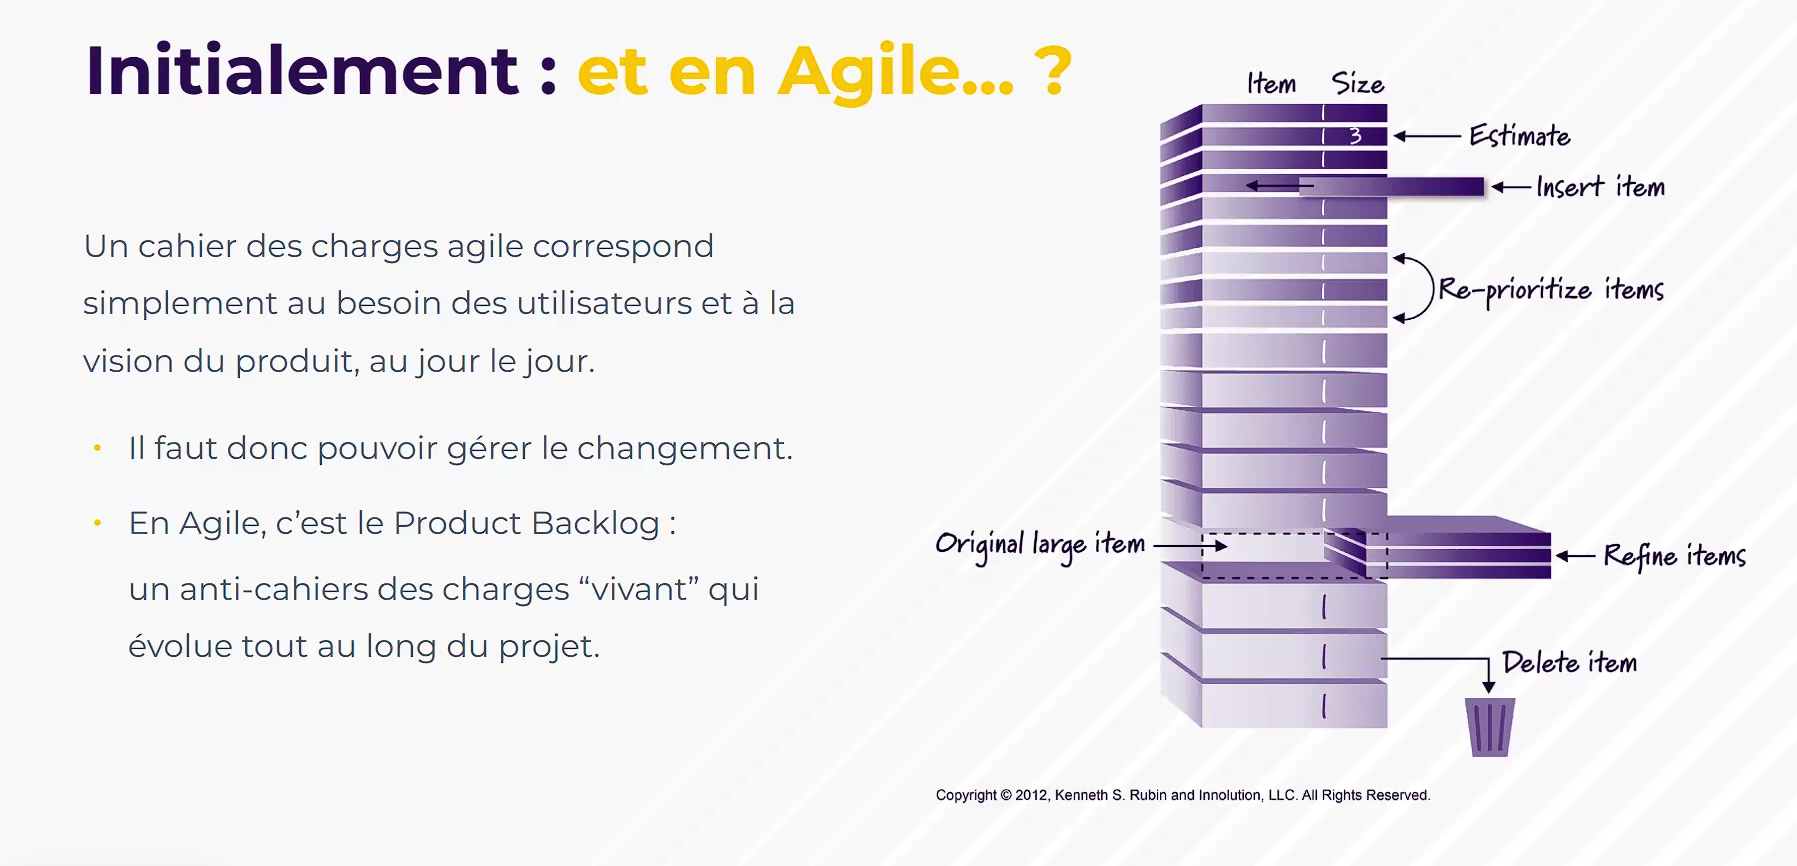 Initialement : et en Agile... ?
Un cahier des charges agile correspond
simplement au besoin des utilisateurs et à la
vision du produit, au jour le jour.
• Il faut donc pouvoir gérer le changement.
• En Agile, c’est le Product Backlog :
un anti-cahiers des charges “vivant” qui
évolue tout au long du projet.
Item Size
3
Estimate
Insert item
Re-prioritize items
Original large item
Refine items
Delete item
Copyright © 2012, Kenneth S. Rubin and Innolution, LLC. All Rights Reserved.